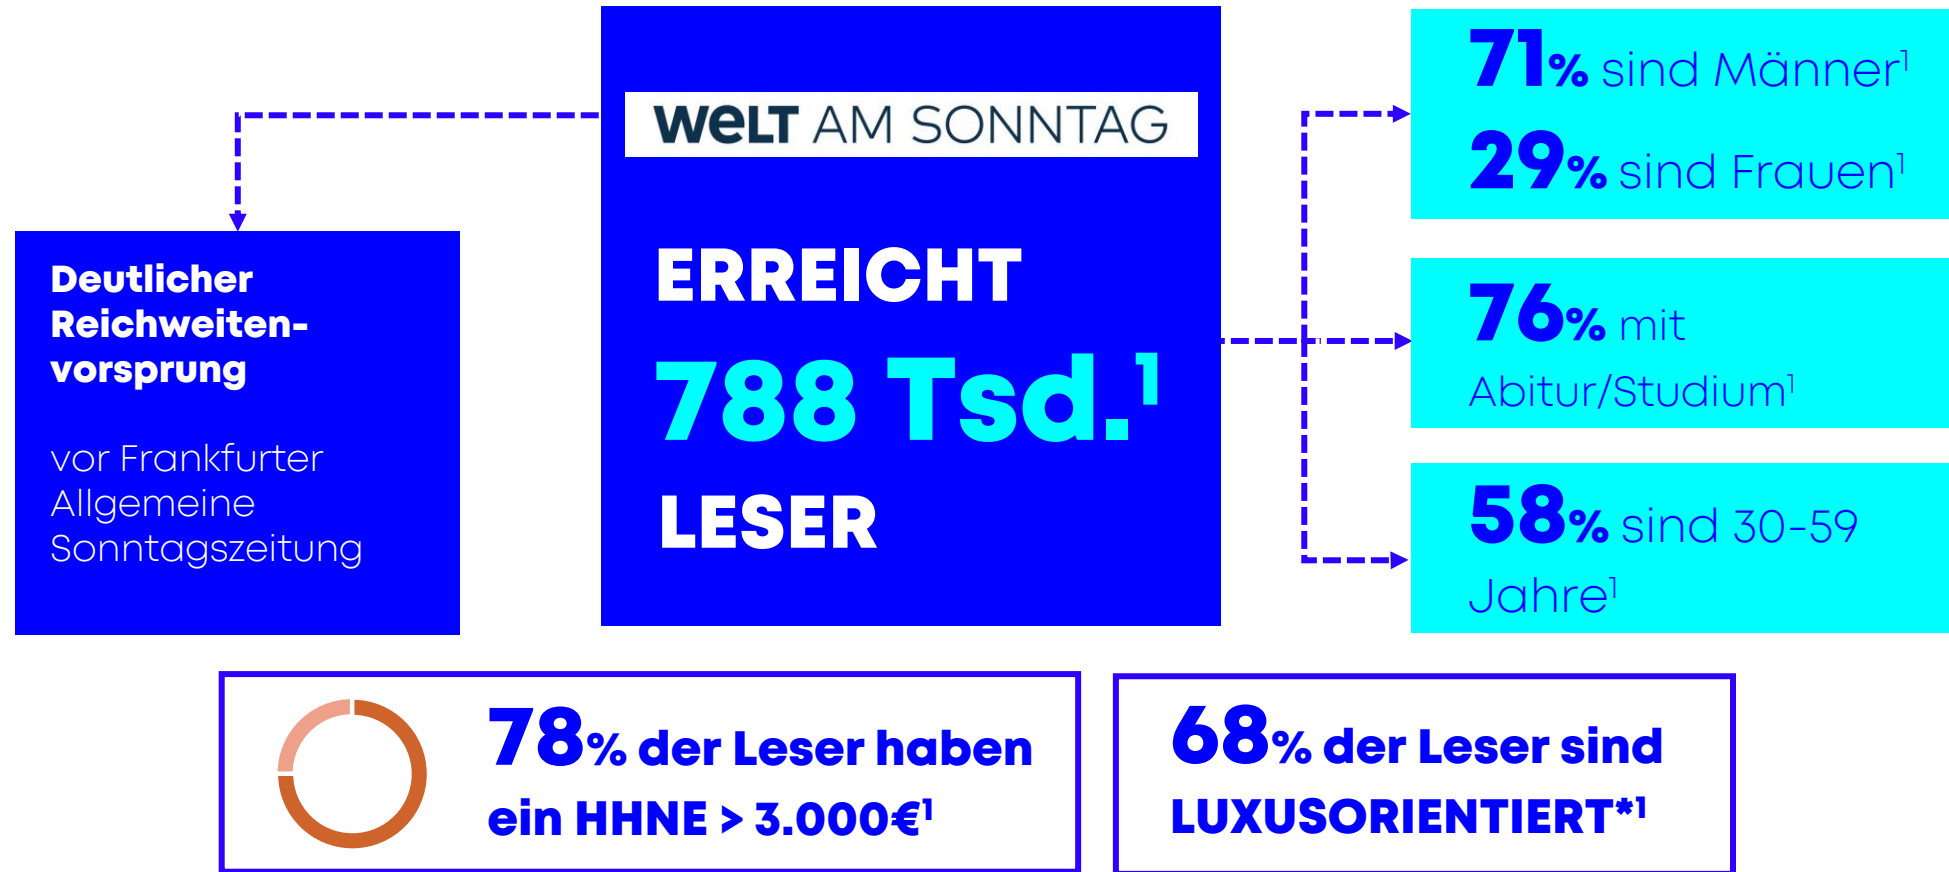 WELT AM SONNTAG
ERREICHT
788 Tsd.¹
LESER
Deutlicher
Reichweiten-
vorsprung
vor Frankfurter
Allgemeine
Sonntagszeitung
71% sind Männer¹
29% sind Frauen¹
76% mit
Abitur/Studium¹
58% sind 30-59
Jahre¹
78% der Leser haben
ein HHNE > 3.000€¹
68% der Leser sind
LUXUSORIENTIERT*¹